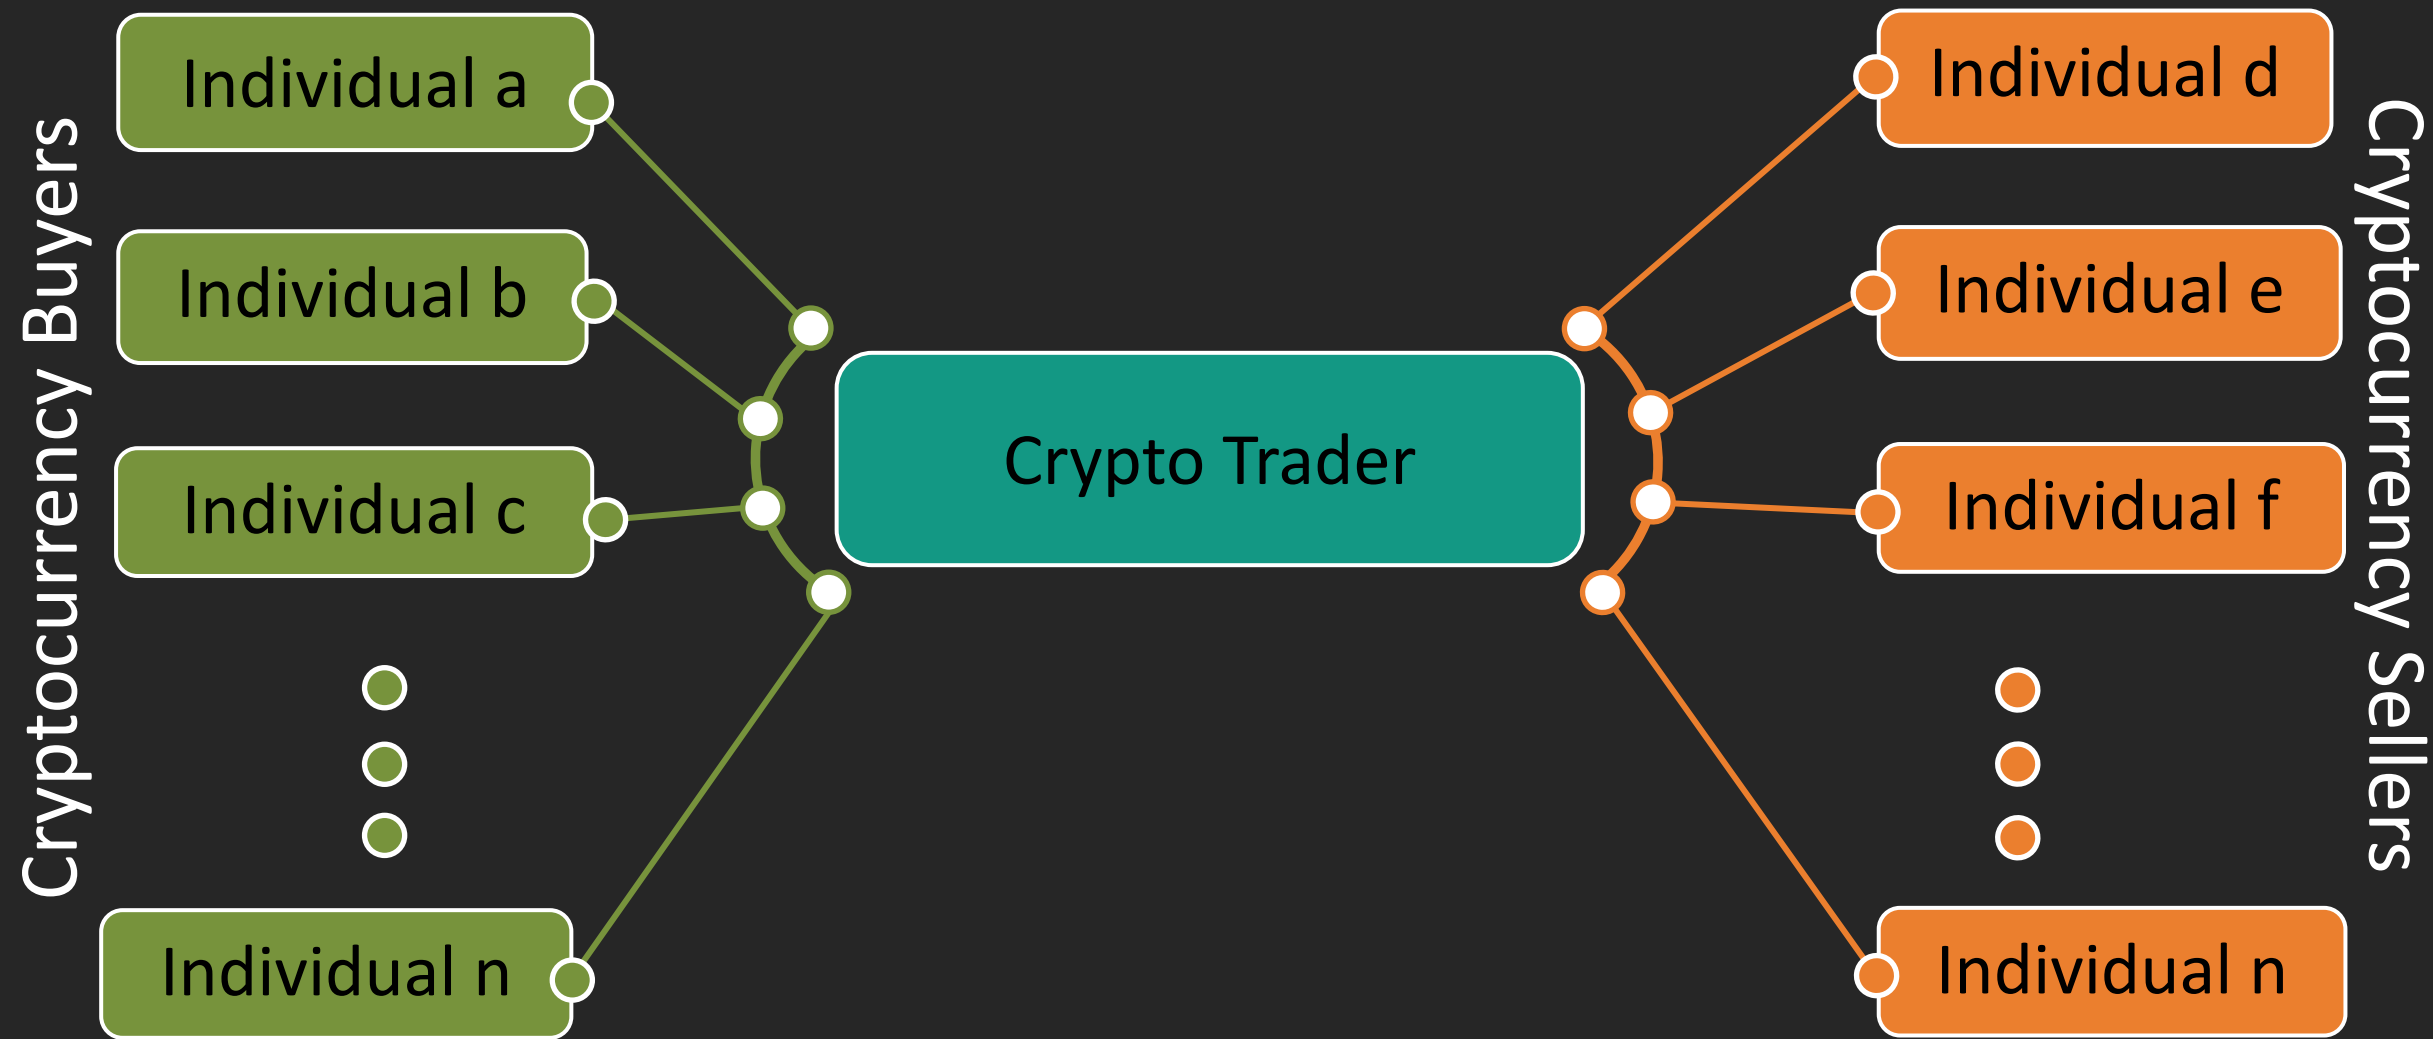 Cryptocurrency Buyers
Individual a
Individual b
Individual c
Individual n
Crypto Trader
Individual d
Individual e
Individual f
Individual n
Cryptocurrency Sellers